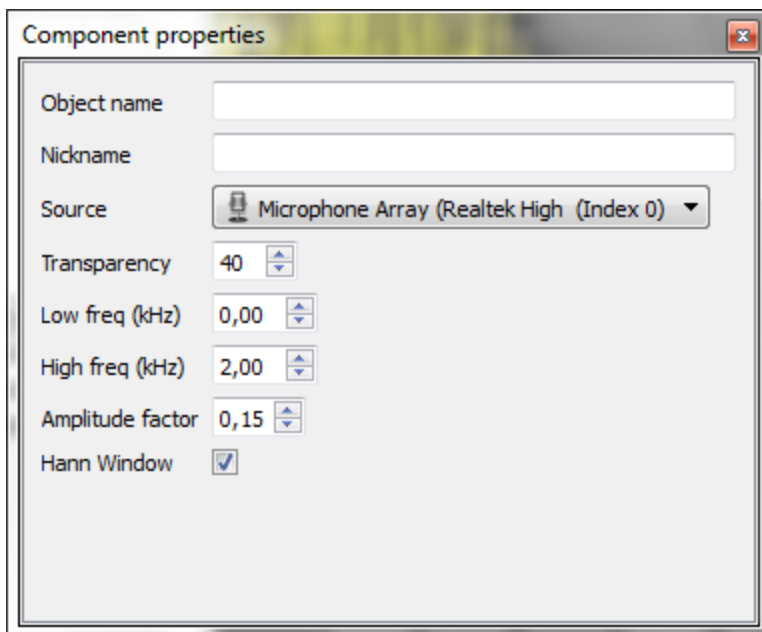 Component properties
Object name
Nickname
Source Microphone Array (Realtek High (Index 0)
Transparency 40
Low freq (kHz) 0,00
High freq (kHz) 2,00
Amplitude factor 0,15
Hann Window